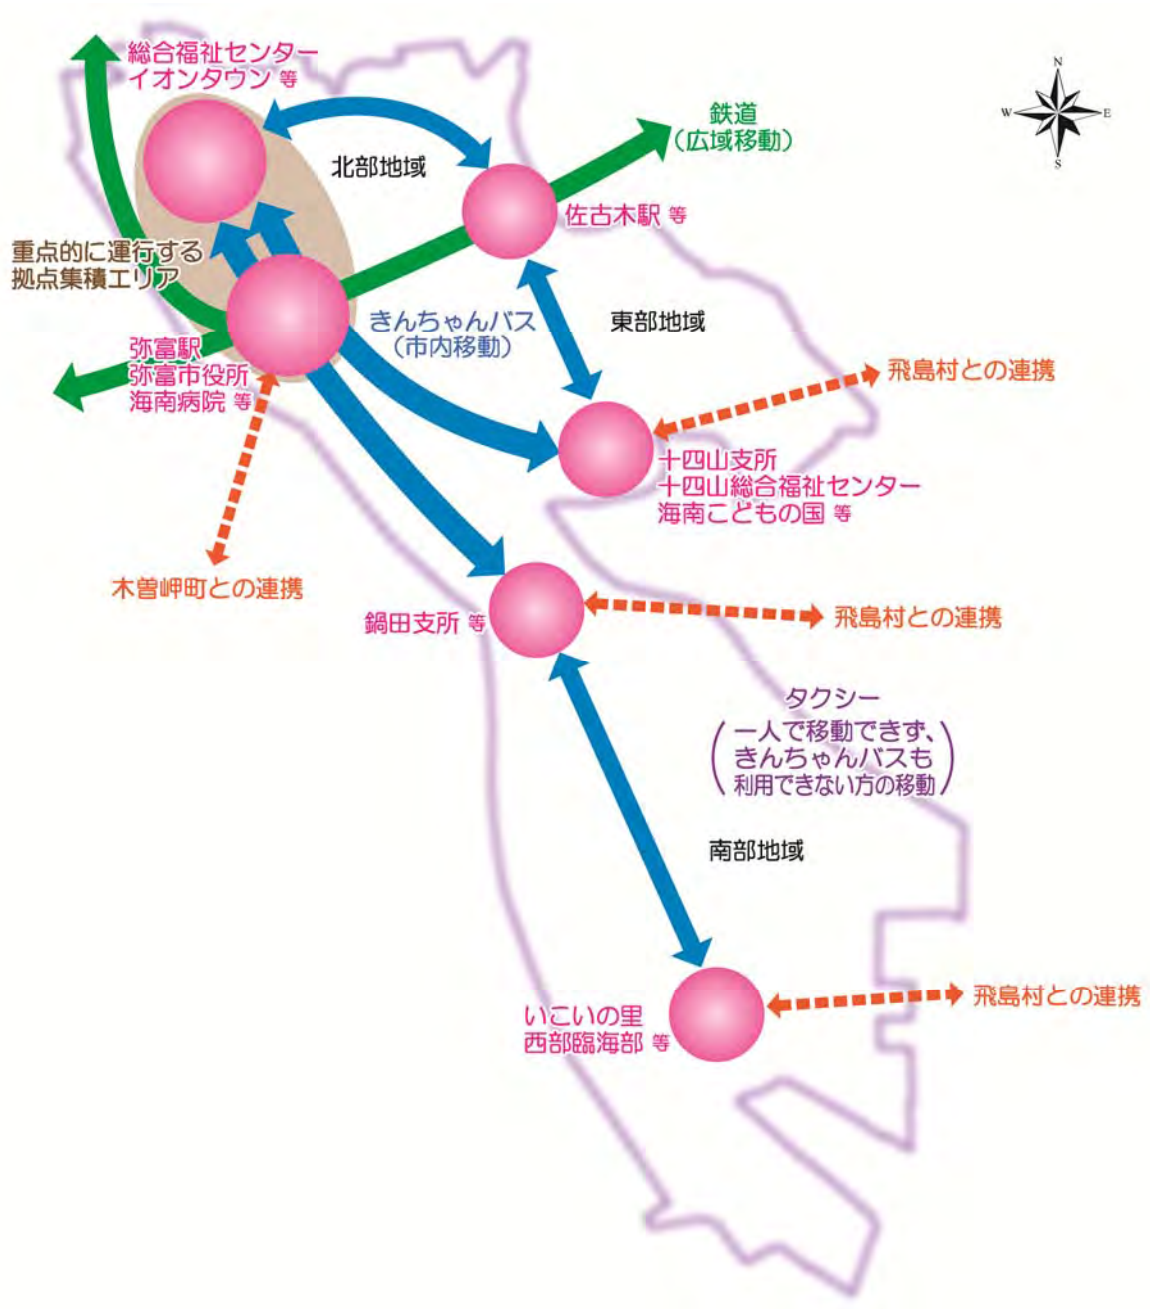 総合福祉センター
イオンタウン 等
N
W
E
S
鉄道
(広域移動)
北部地域
佐古木駅 等
重点的に運行する
拠点集積エリア
きんちゃんバス
(市内移動)
東部地域
弥富駅
弥富市役所
海南病院 等
飛島村との連携
十四山支所
十四山総合福祉センター
海南こどもの国 等
木曽岬町との連携
鍋田支所 等
飛島村との連携
タクシー
(一人で移動できず、
きんちゃんバスも
利用できない方の移動)
南部地域
いこいの里
西部臨海部 等
飛島村との連携